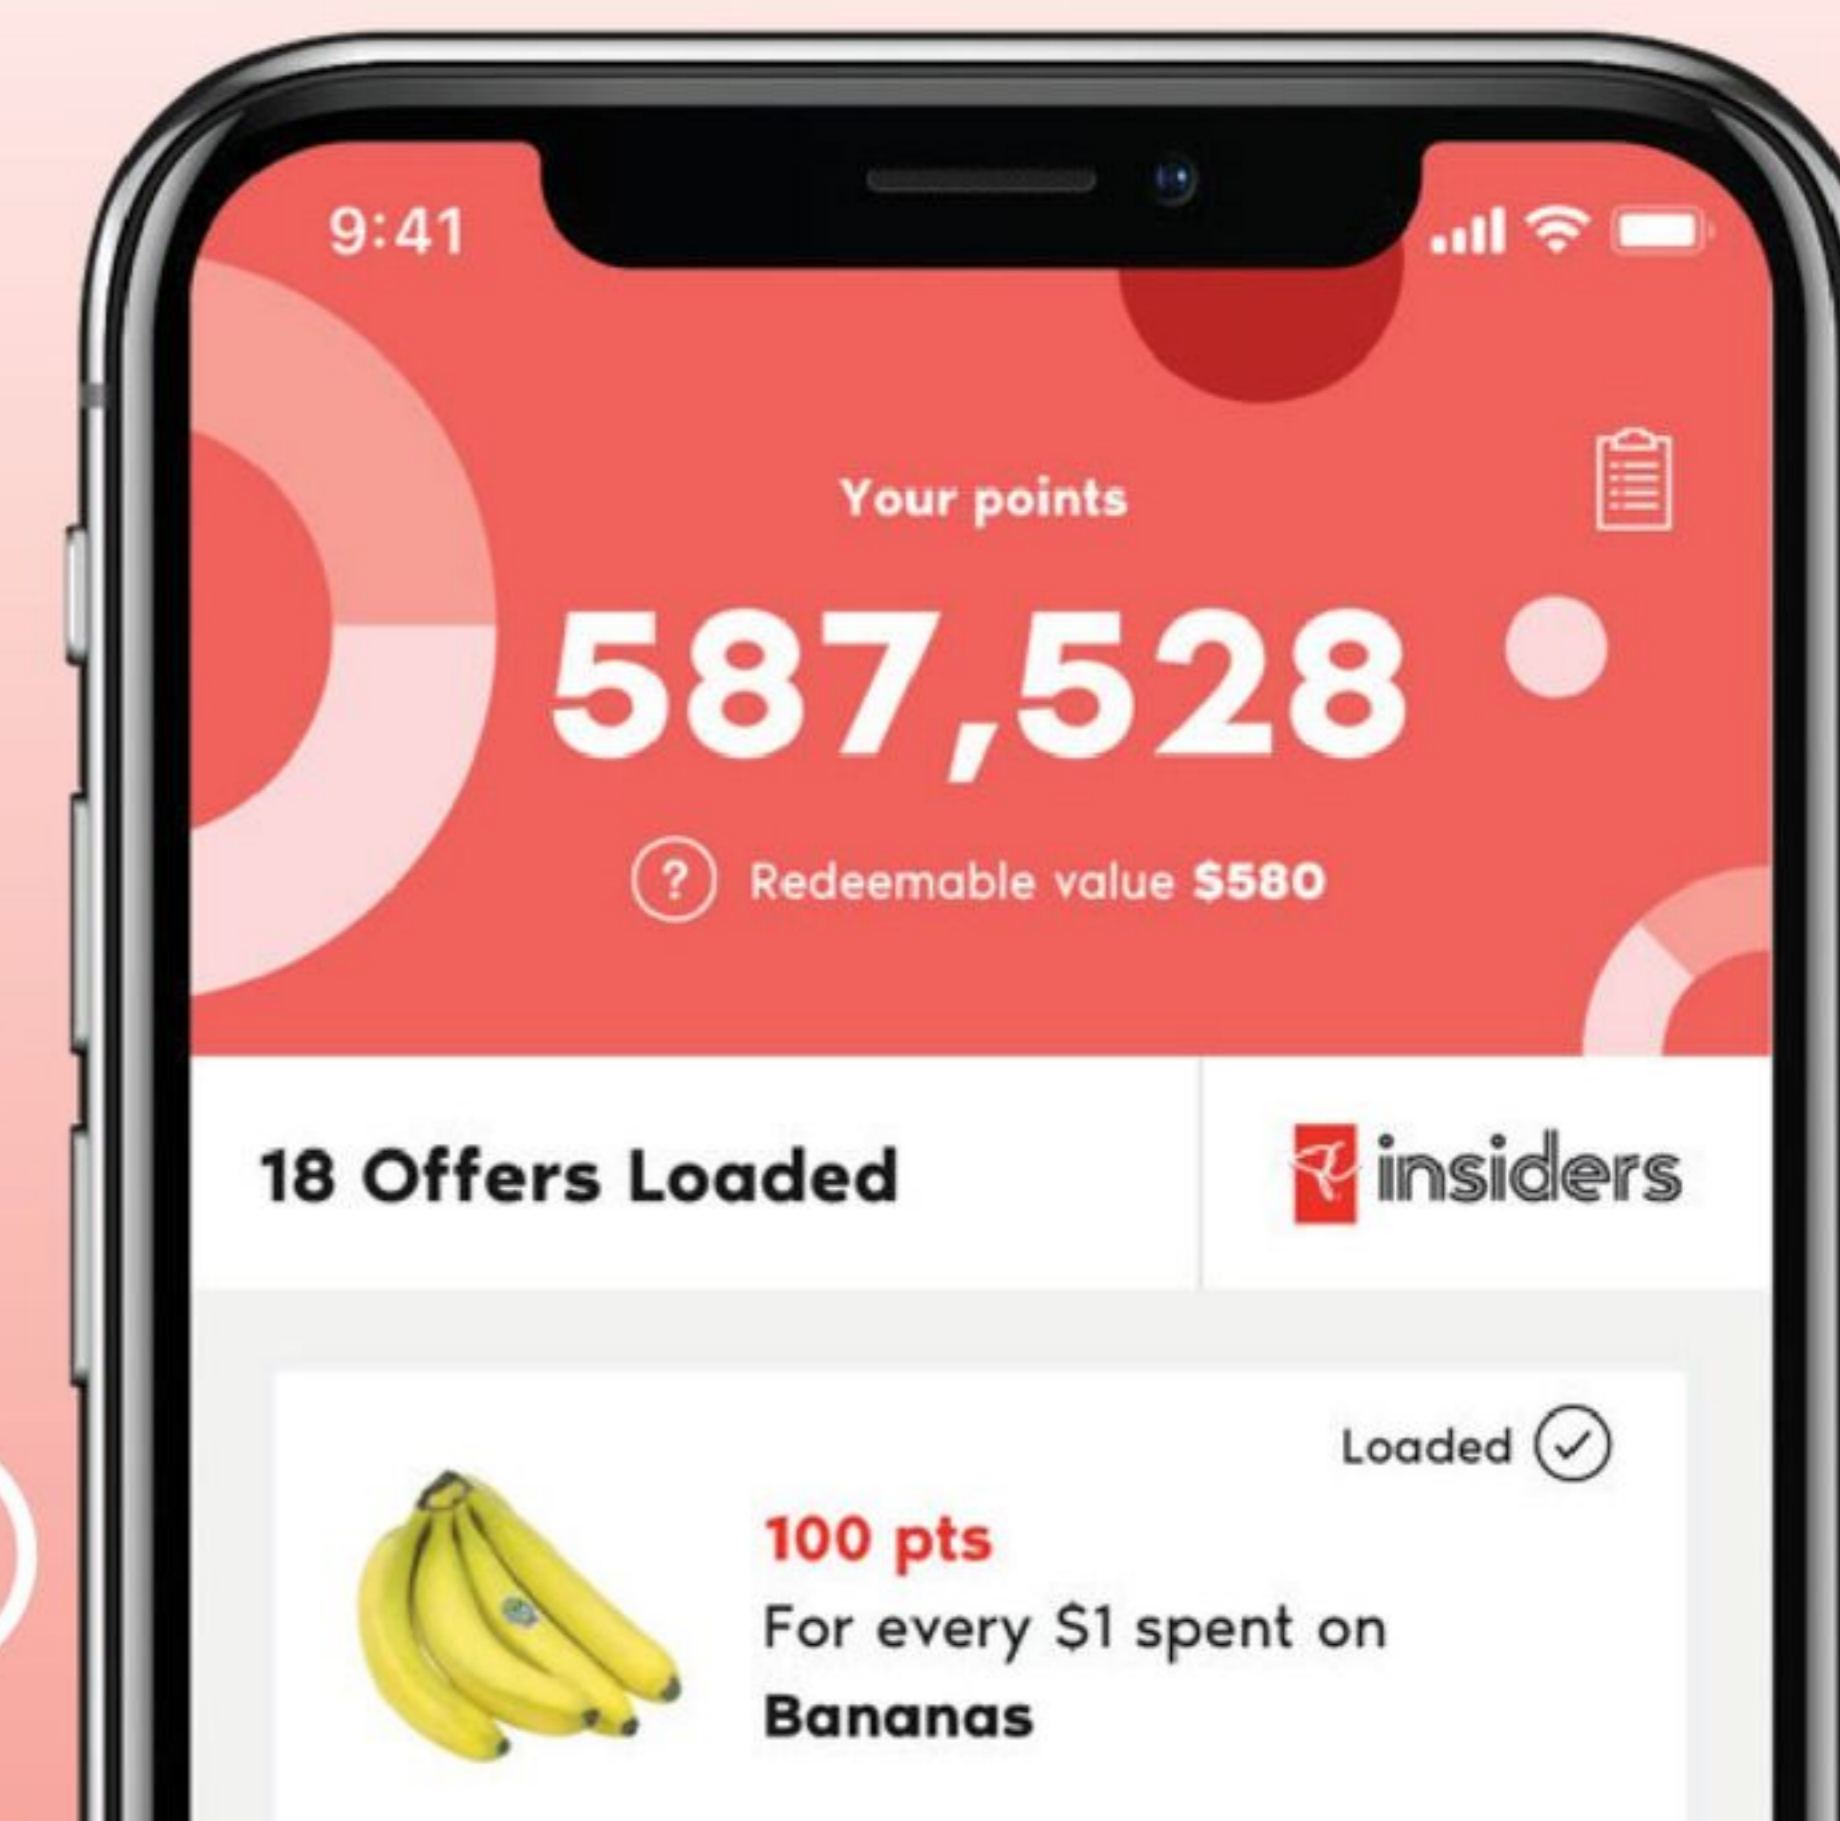 9:41
Your points
587,528
? Redeemable value $580
18 Offers Loaded
insiders
Loaded
100 pts
For every $1 spent on
Bananas